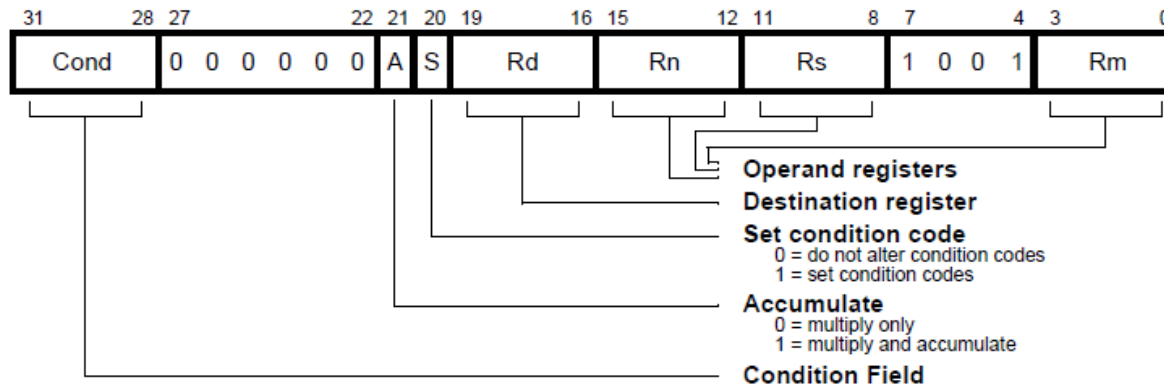 31 28 27 22 21 20 19 16 15 12 11 8 7 4 3 0
Cond 0 0 0 0 0 0 A S Rd Rn Rs 1 0 0 1 Rm
Operand registers
Destination register
Set condition code
0 = do not alter condition codes
1 = set condition codes
Accumulate
0 = multiply only
1 = multiply and accumulate
Condition Field